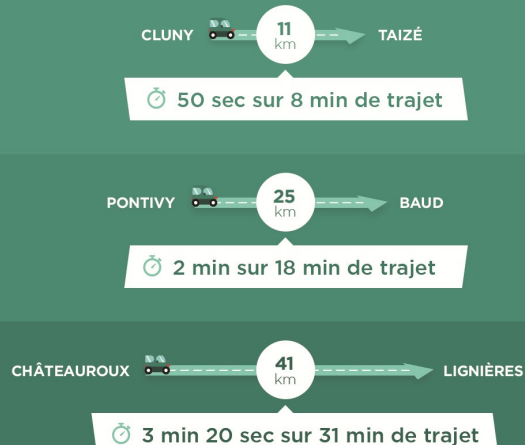 CLUNY 11 km TAIZÉ
50 sec sur 8 min de trajet
PONTIVY 25 km BAUD
2 min sur 18 min de trajet
CHÂTEAUROUX 41 km LIGNIÈRES
3 min 20 sec sur 31 min de trajet